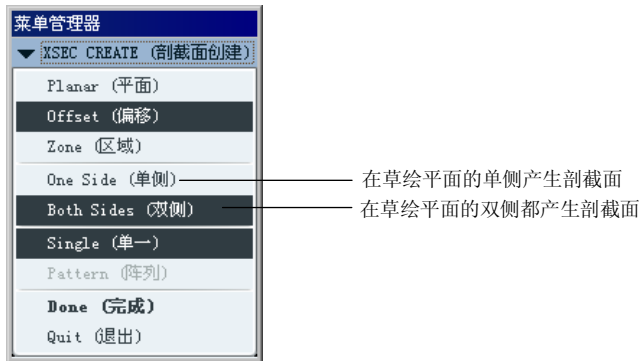 菜单管理器
XSEC CREATE (剖截面创建)
Planar (平面)
Offset (偏移)
Zone (区域)
One Side (单侧)
在草绘平面的单侧产生剖截面
Both Sides (双侧)
在草绘平面的双侧都产生剖截面
Single (单一)
Pattern (阵列)
Done (完成)
Quit (退出)